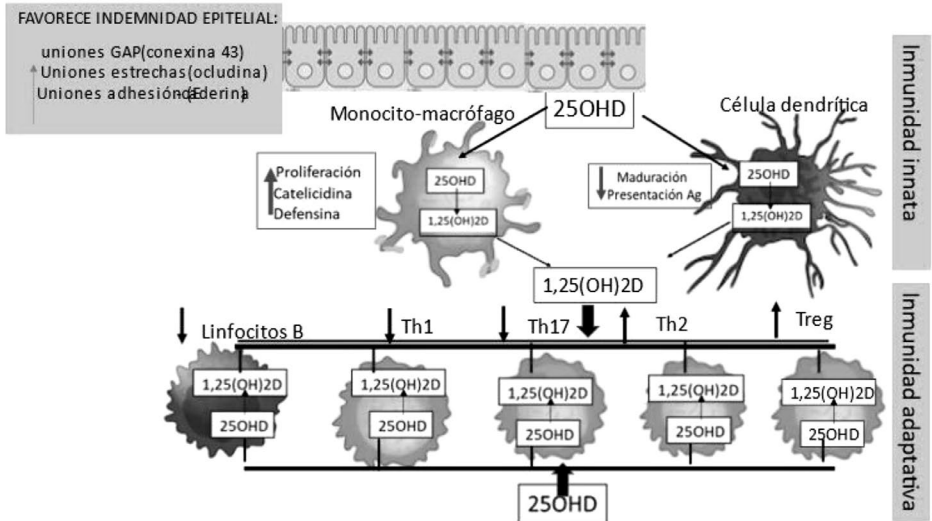 FAVORECE INDEMNIDAD EPITELIAL:
uniones GAP(conexina 43)
Uniones estrechas(ocludina)
Uniones adhesión
Inmunidad innata
Monocito-macrófago
25OHD
Célula dendrítica
Proliferación
Catelicidina
Defensina
25OHD
1,25(OH)2D
Maduración
Presentación Ag
25OHD
1,25(OH)2D
1,25(OH)2D
Inmunidad adaptativa
Linfocitos B
Th1
Th17
Th2
Treg
1,25(OH)2D
1,25(OH)2D
1,25(OH)2D
1,25(OH)2D
1,25(OH)2D
25OHD
25OHD
25OHD
25OHD
25OHD
25OHD